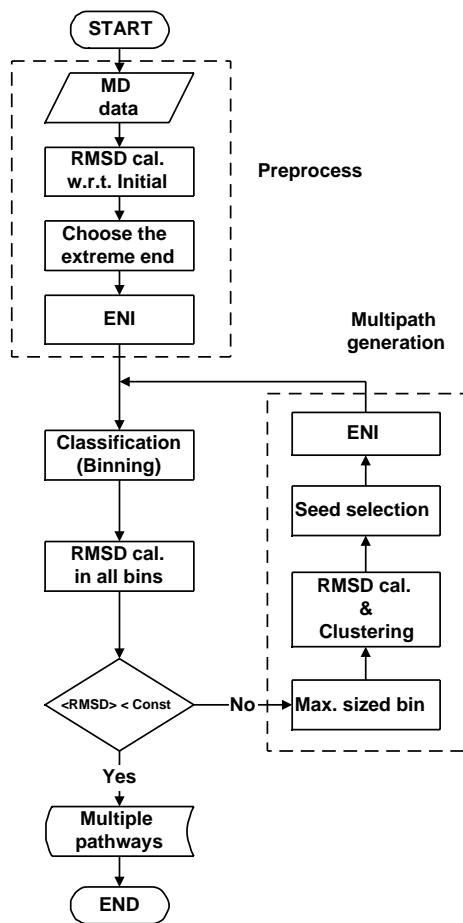 START
MD
data
RMSD cal.
w.r.t. Initial
Choose the
extreme end
ENI
Preprocess
Classification
(Binning)
RMSD cal.
in all bins
<RMSD> < Const
No
Yes
Multiple
pathways
END
Multipath
generation
ENI
Seed selection
RMSD cal.
&
Clustering
Max. sized bin